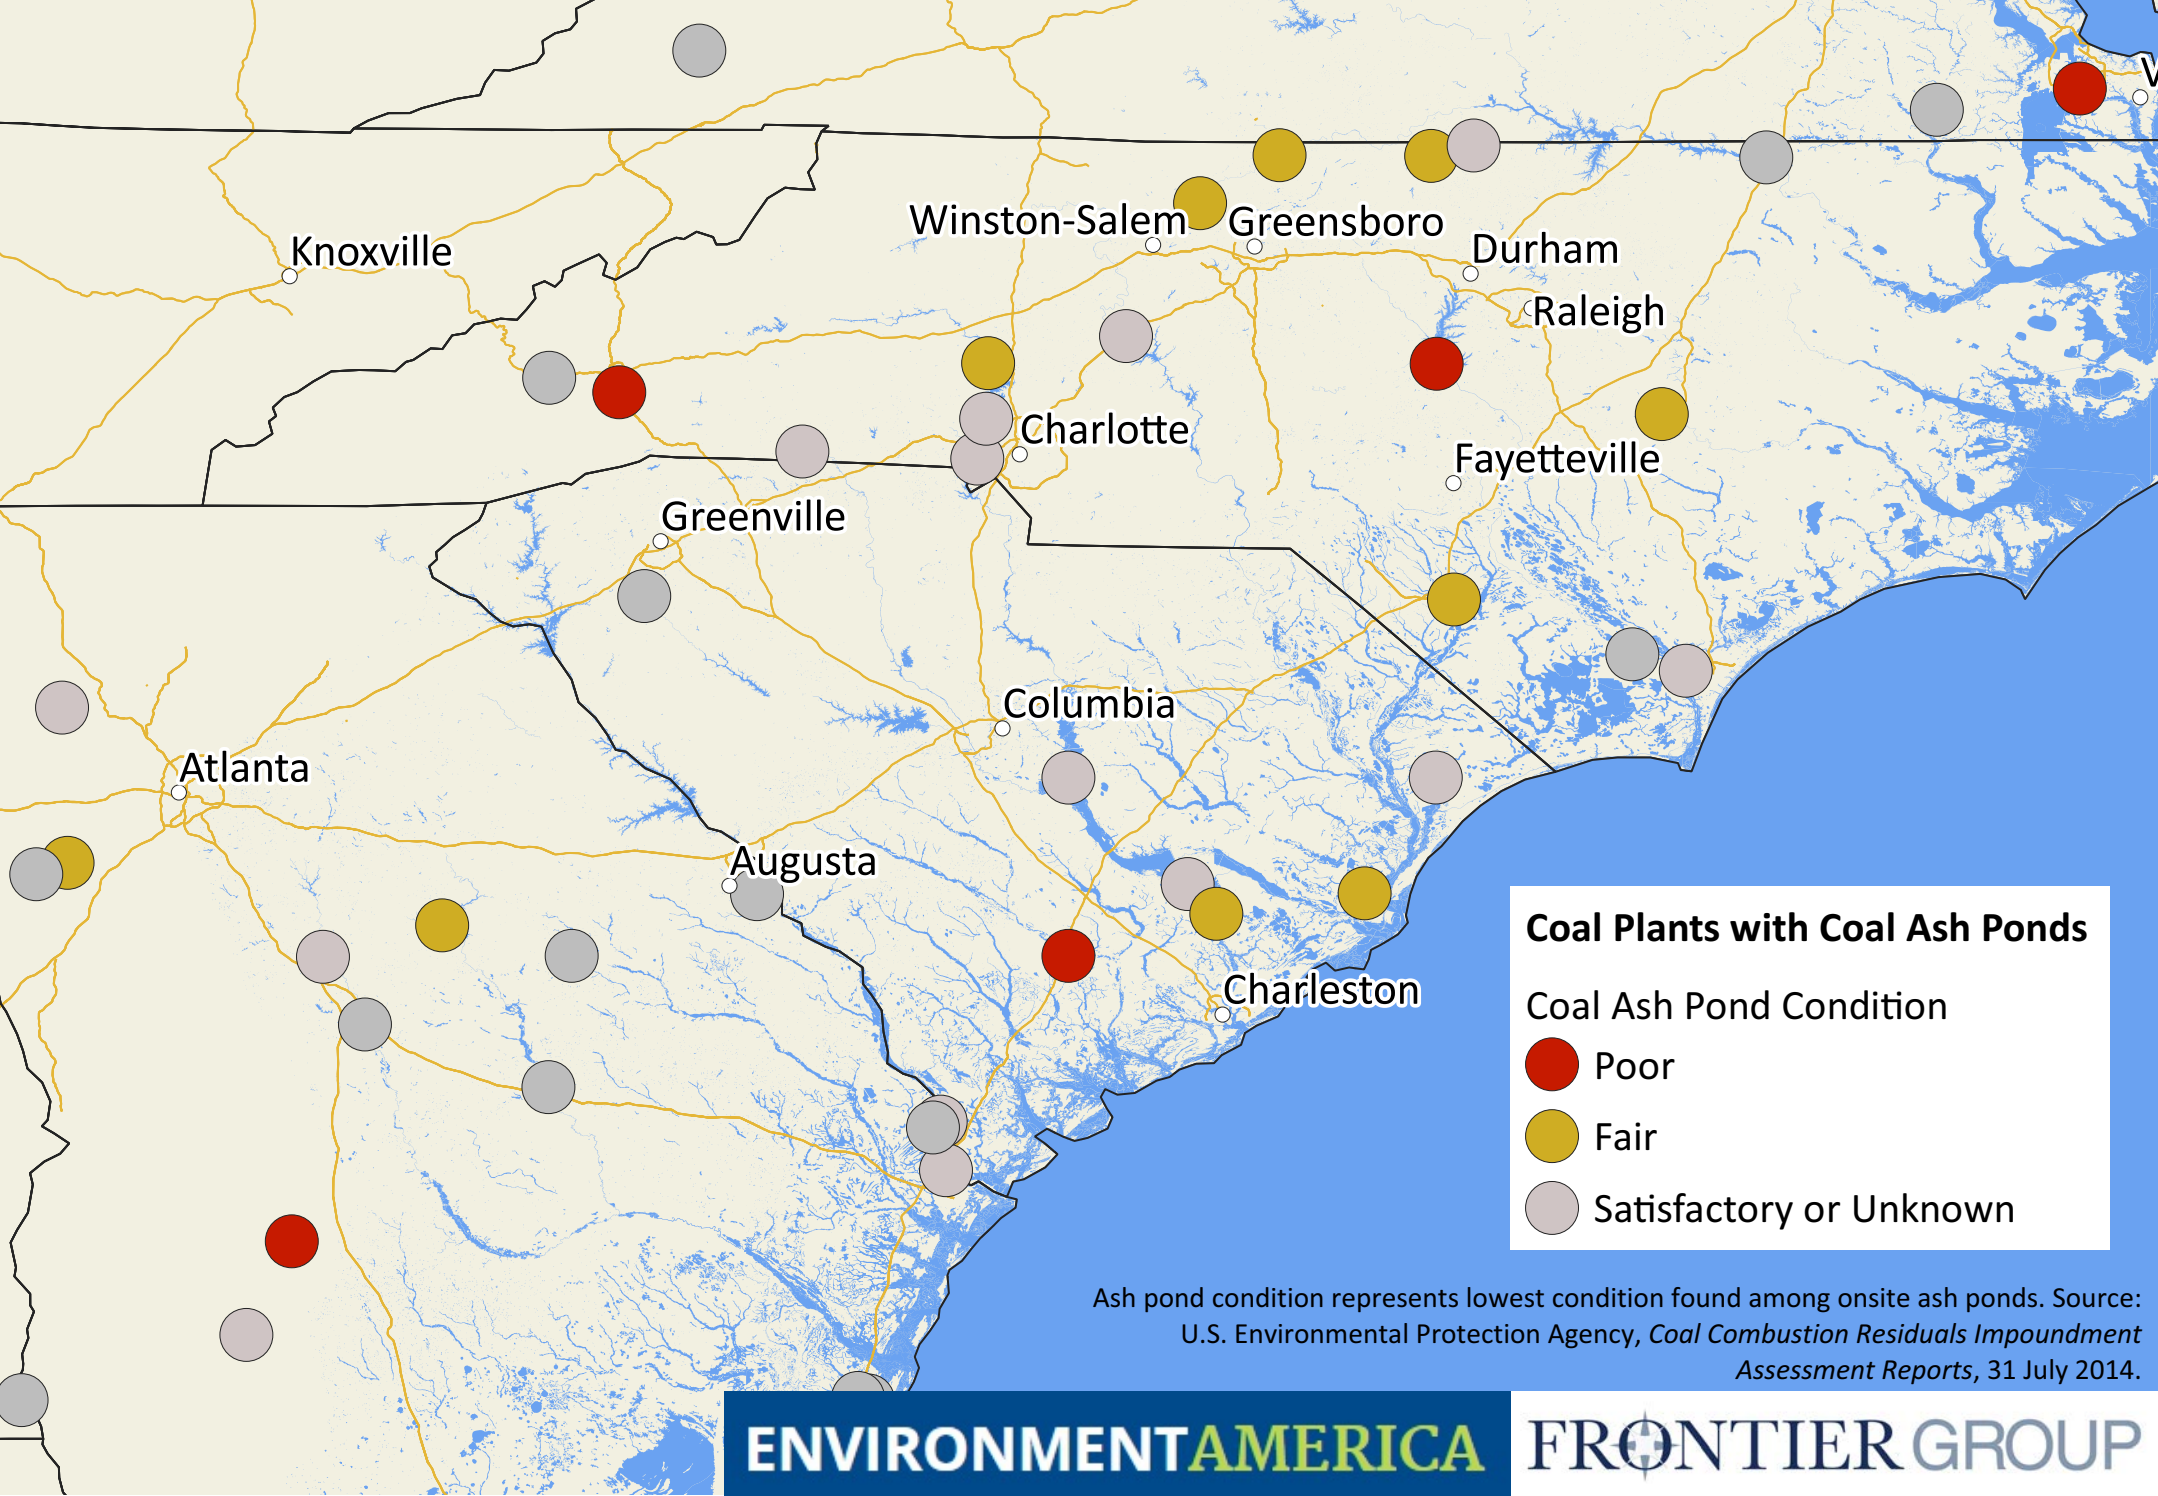 V
Winston-Salem
Greensboro
Knoxville
Durham
Raleigh
Charlotte
Fayetteville
Greenville
Columbia
Atlanta
Augusta
Charleston
Coal Plants with Coal Ash Ponds
Coal Ash Pond Condition
Poor
Fair
Satisfactory or Unknown
Ash pond condition represents lowest condition found among onsite ash ponds. Source:
U.S. Environmental Protection Agency, Coal Combustion Residuals Impoundment
Assessment Reports, 31 July 2014.
ENVIRONMENTAMERICA
FRONTIER GROUP